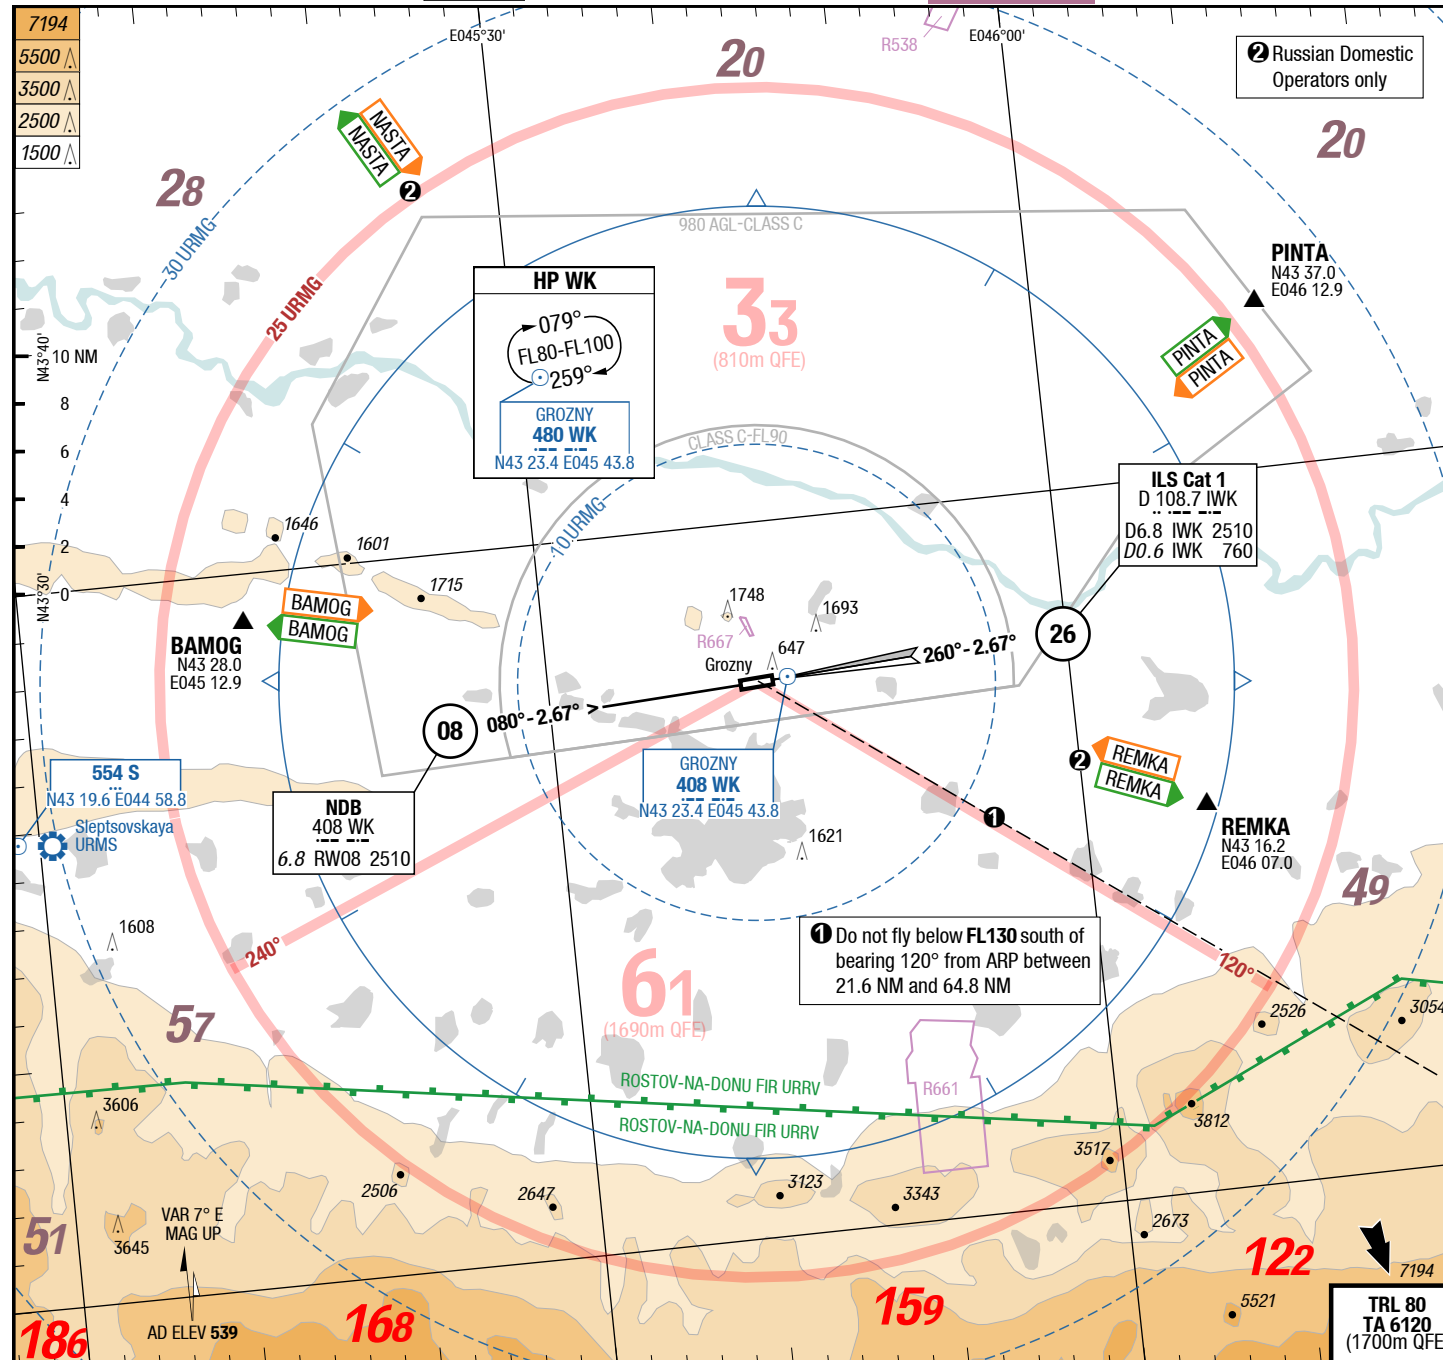 7194
5500
3500
2500
1500
E045°30'
E046°00'
R538
❷ Russian Domestic
Operators only
20
20
28
NASTA
NASTA
❷
30 URMG
25 URMG
980 AGL-CLASS C
HP WK
079°
FL80-FL100
259°
GROZNY
480 WK
N43 23.4 E045 43.8
33
(810m QFE)
PINTA
N43 37.0
E046 12.9
PINTA
PINTA
N43°40'
10 NM
8
6
4
2
0
N43°30'
CLASS C-FL90
10 URMG
ILS Cat 1
D 108.7 IWK
D6.8 IWK 2510
D0.6 IWK 760
1646
1601
1715
BAMOG
BAMOG
BAMOG
N43 28.0
E045 12.9
1748
1693
R667
647
Grozny
260°-2.67°
26
08
080°-2.67° >
GROZNY
408 WK
N43 23.4 E045 43.8
❷
REMKA
REMKA
REMKA
N43 16.2
E046 07.0
554 S
N43 19.6 E044 58.8
Sleptsovskaya
URMS
NDB
408 WK
6.8 RW08 2510
❶
1621
49
1608
240°
120°
❶ Do not fly below FL130 south of
bearing 120° from ARP between
21.6 NM and 64.8 NM
61
(1690m QFE)
57
2526
3054
R661
ROSTOV-NA-DONU FIR URRV
ROSTOV-NA-DONU FIR URRV
3606
3812
3517
2506
2647
3123
3343
2673
51
3645
VAR 7° E
MAG UP
122
7194
AD ELEV 539
186
168
159
5521
TRL 80
TA 6120
(1700m QFE